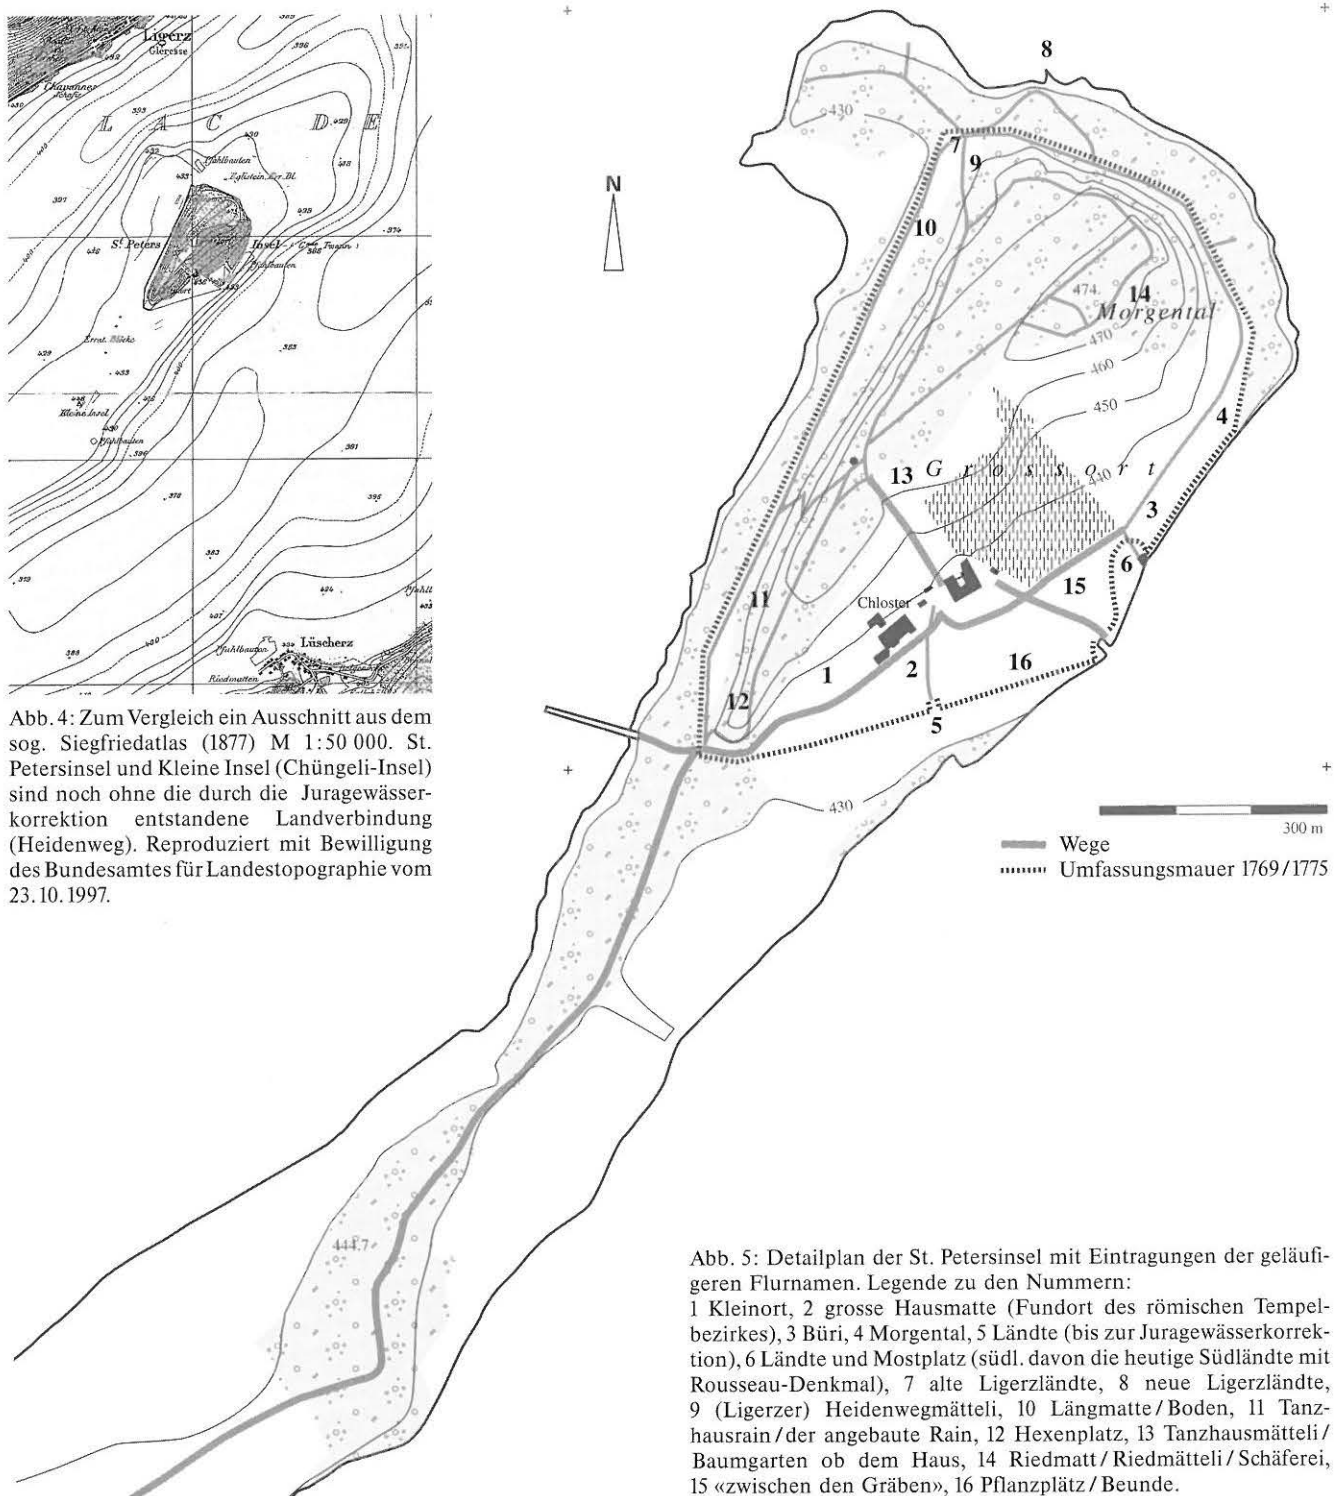 Ligerz
Gléresse
Chavannes
L A C D E
Pfahlbauten
St. Peters Insel
Pfahlbauten
Errat. Blöcke
Kleine Insel
Pfahlbauten
Pfahlbauten
Lüscherz
Riedmatten
Abb. 4: Zum Vergleich ein Ausschnitt aus dem
sog. Siegfriedatlas (1877) M 1:50 000. St.
Petersinsel und Kleine Insel (Chüngeli-Insel)
sind noch ohne die durch die Juragewässer-
korrektion entstandene Landverbindung
(Heidenweg). Reproduziert mit Bewilligung
des Bundesamtes für Landestopographie vom
23.10.1997.
N
8
430
7
9
10
474
14
Morgental
470
460
450
4
13
Grossort
440
3
6
15
11
Chloster
16
1
2
12
5
430
300 m
Wege
Umfassungsmauer 1769/1775
444.7
Abb. 5: Detailplan der St. Petersinsel mit Eintragungen der geläufi-
geren Flurnamen. Legende zu den Nummern:
1 Kleinort, 2 grosse Hausmatte (Fundort des römischen Tempel-
bezirkes), 3 Büri, 4 Morgental, 5 Ländte (bis zur Juragewässerkorrek-
tion), 6 Ländte und Mostplatz (südl. davon die heutige Südländte mit
Rousseau-Denkmal), 7 alte Ligerzländte, 8 neue Ligerzländte,
9 (Ligerzer) Heidenwegmätteli, 10 Längmatte/Boden, 11 Tanz-
hausrain/der angebaute Rain, 12 Hexenplatz, 13 Tanzhausmätteli/
Baumgarten ob dem Haus, 14 Riedmatt/Riedmätteli/Schäferei,
15 «zwischen den Gräben», 16 Pflanzplätz/Beunde.